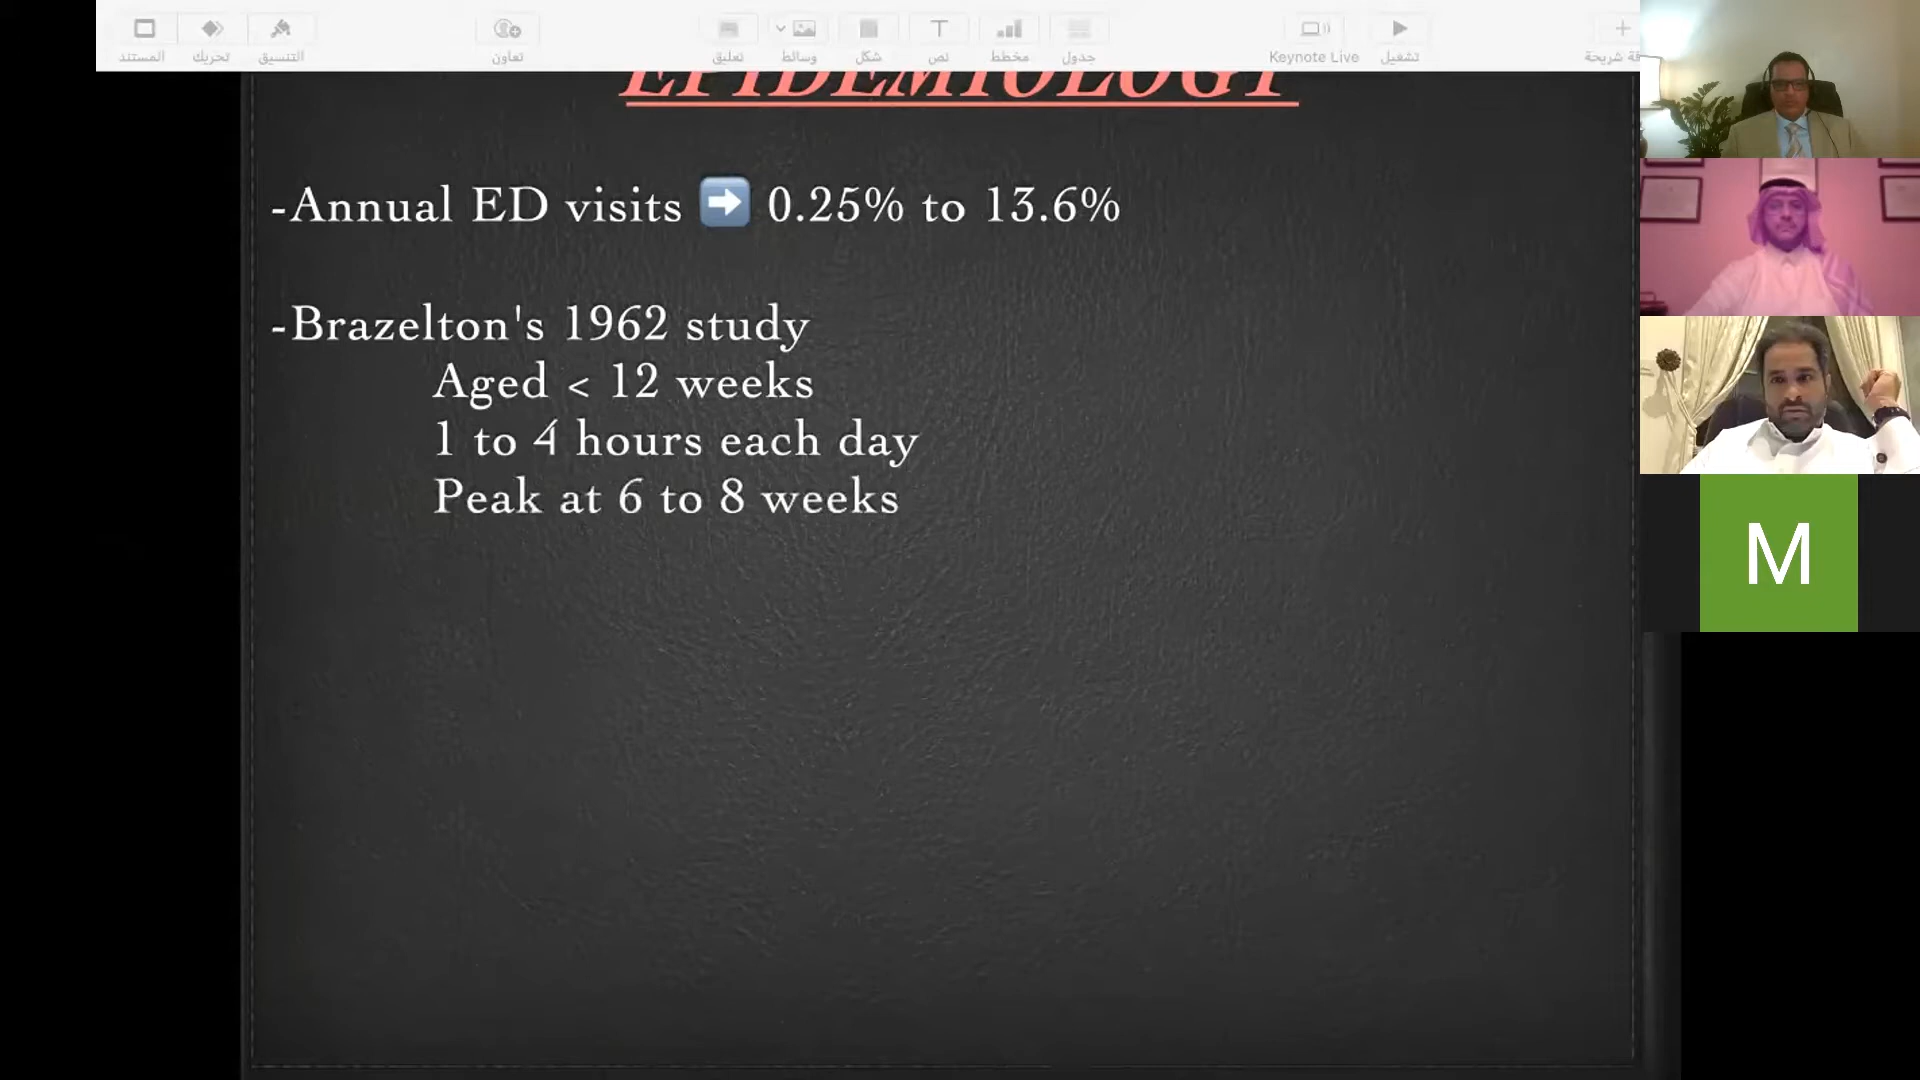 المستند
تحريك
التنسيق
تعاون
تعليق
وسائط
شكل
نص
T
مخطط
جدول
Keynote Live
تشغيل
شريحة
EPIDEMIOLOGY
-Annual ED visits ➡ 0.25% to 13.6%
-Brazelton's 1962 study
Aged < 12 weeks
1 to 4 hours each day
Peak at 6 to 8 weeks
M